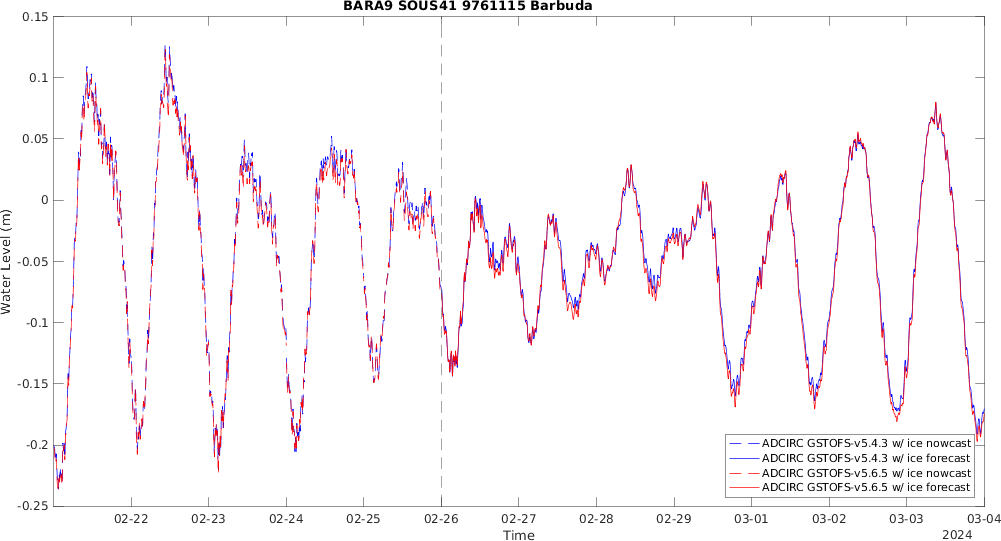 BARA9 SOUS41 9761115 Barbuda
0.15
0.1
0.05
0
-0.05
-0.1
-0.15
-0.2
-0.25
Water Level (m)
ADCIRC GSTOFS-v5.4.3 w/ ice nowcast
ADCIRC GSTOFS-v5.4.3 w/ ice forecast
ADCIRC GSTOFS-v5.6.5 w/ ice nowcast
ADCIRC GSTOFS-v5.6.5 w/ ice forecast
02-22 02-23 02-24 02-25 02-26 02-27 02-28 02-29 03-01 03-02 03-03 03-04
Time
2024